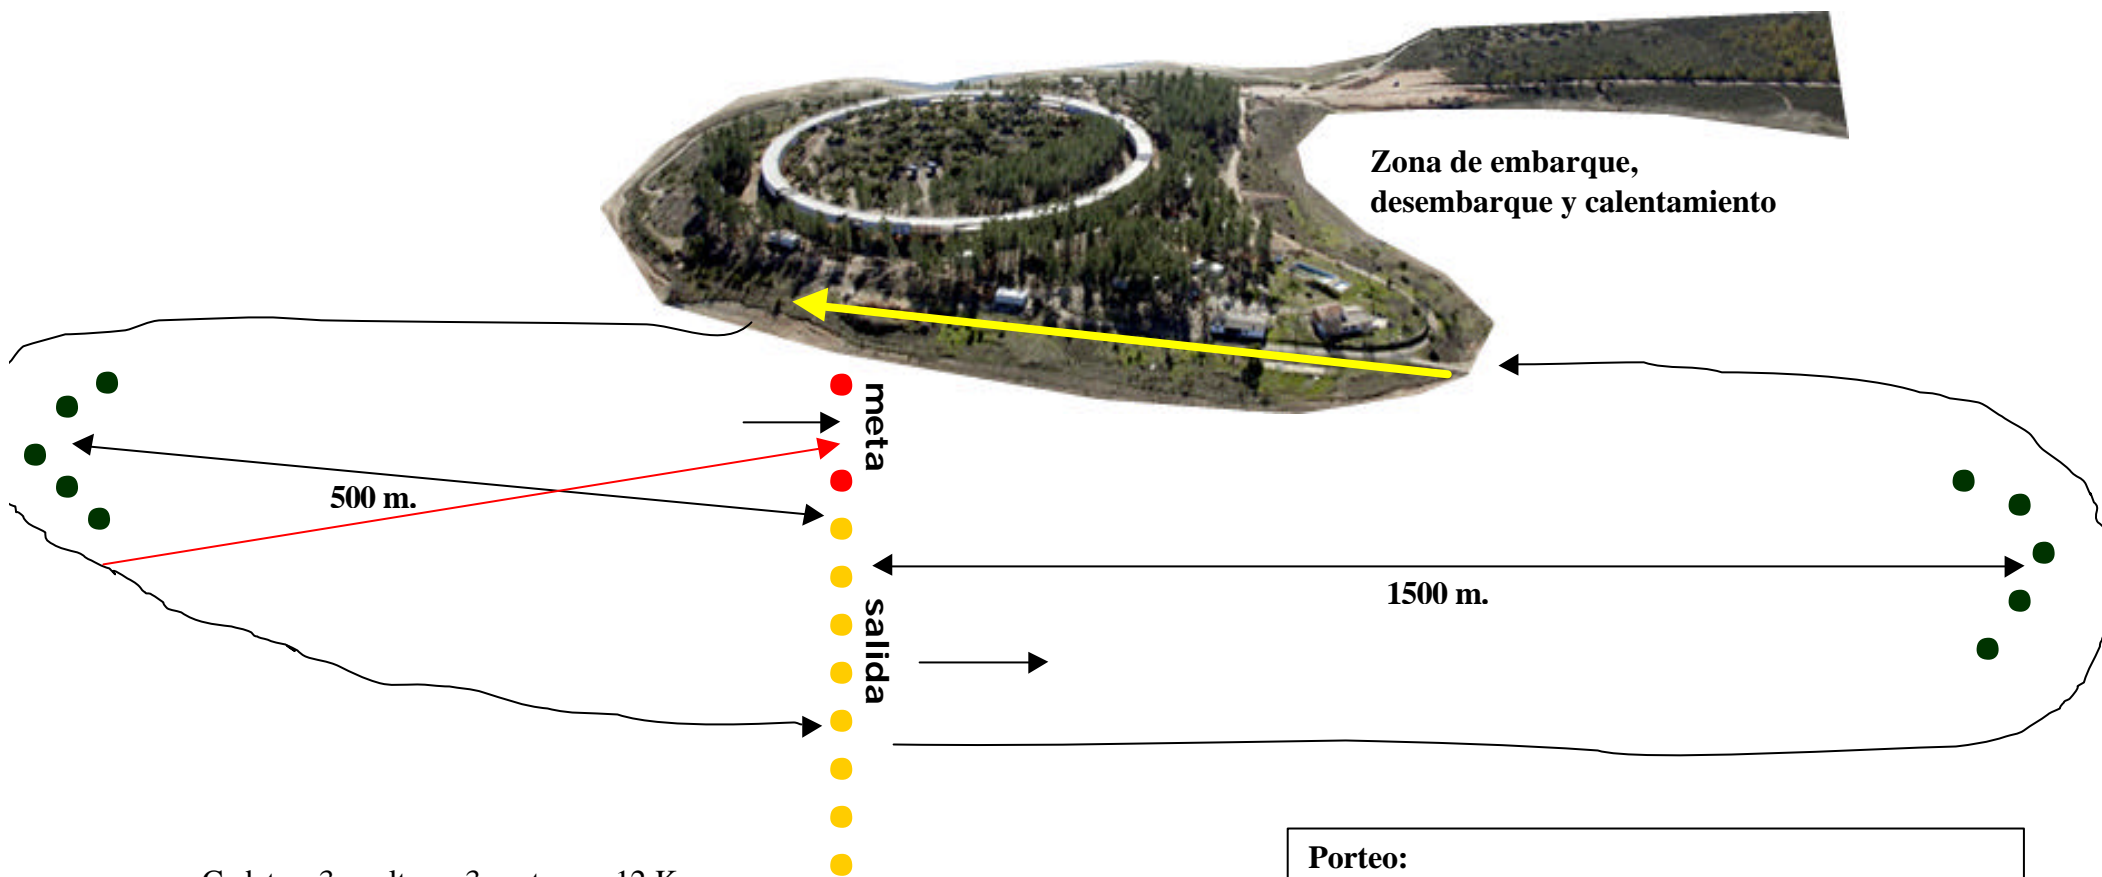 Zona de embarque,
desembarque y calentamiento
meta
500 m.
1500 m.
salida
Porteo: